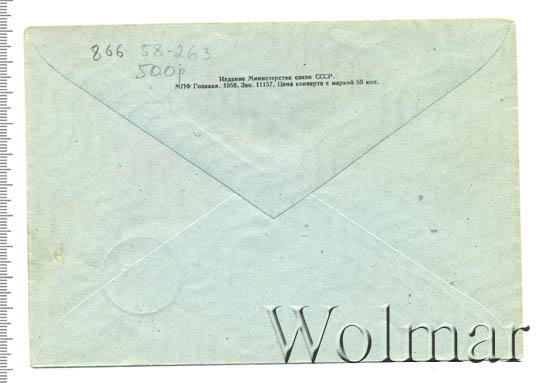 866 58-263
500р
Издание Министерства связи СССР.
МПФ Гознака. 1958. Зак. 11157. Цена конверта с маркой 50 коп.
Wolmar